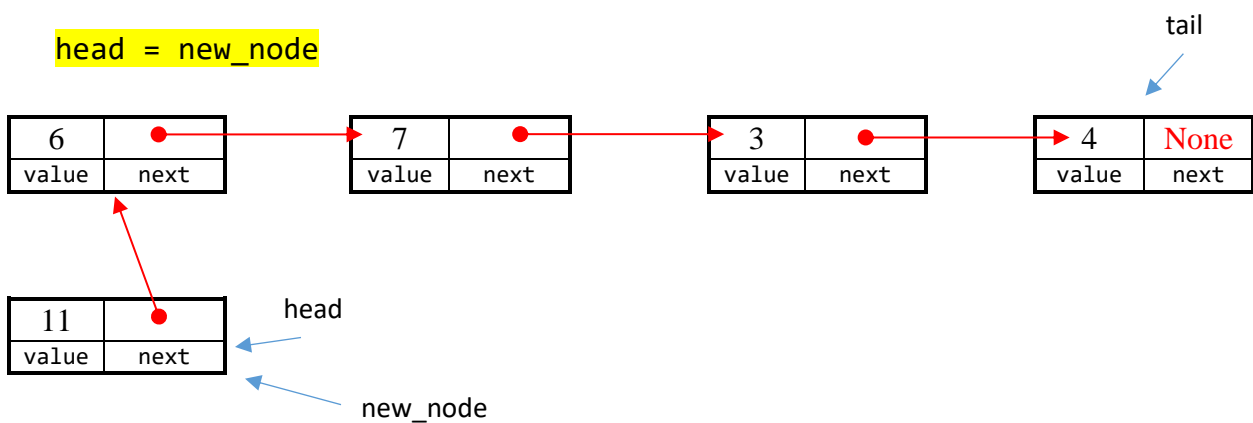 tail
head = new_node
6 7 3 4 None
value next value next value next value next
11
head
value next
new_node